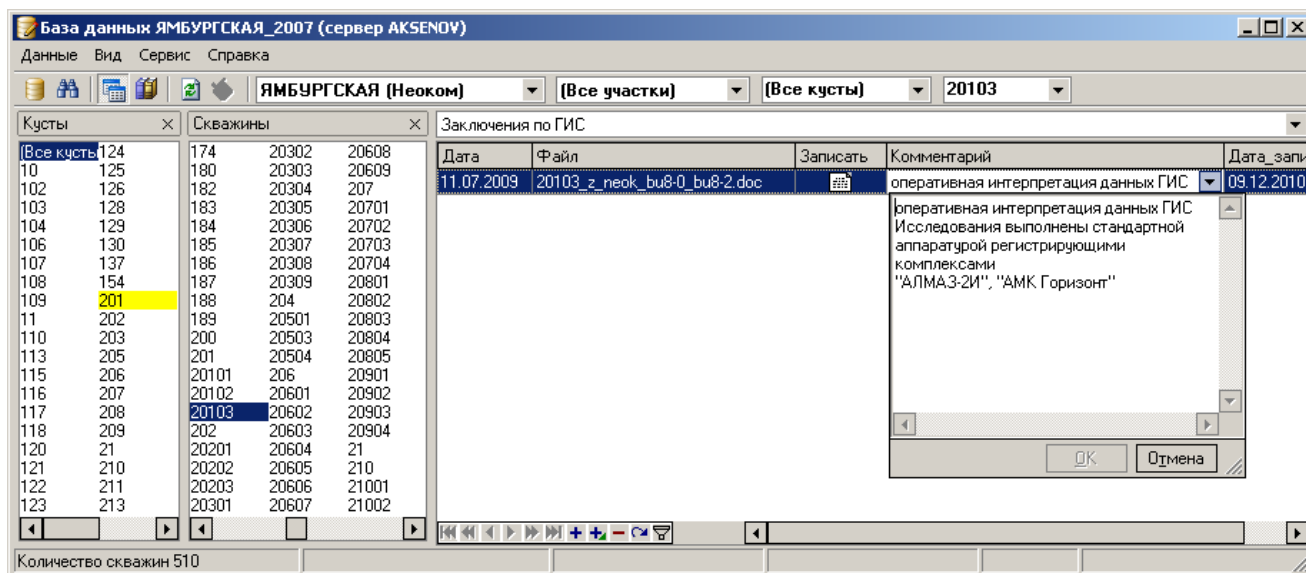 База данных ЯМБУРГСКАЯ_2007 (сервер AKSENOV)
Данные Вид Сервис Справка
ЯМБУРГСКАЯ (Неоком) (Все участки) (Все кусты) 20103
Кусты Скважины Заключения по ГИС
(Все кусты 124 174 20302 20608 Дата Файл Записать Комментарий Дата_запи
10 125 180 20303 20609
102 126 182 20304 207 11.07.2009 20103_z_neok_bu8-0_bu8-2.doc оперативная интерпретация данных ГИС 09.12.2010
103 128 183 20305 20701 оперативная интерпретация данных ГИС
104 129 184 20306 20702 Исследования выполнены стандартной
106 130 185 20307 20703 аппаратурой регистрирующими
107 137 186 20308 20704 комплексами
108 154 187 20309 20801 "АЛМАЗ-2И", "АМК Горизонт"
109 201 188 204 20802
11 202 189 20501 20803
110 203 200 20503 20804
113 205 201 20504 20805
115 206 20101 206 20901
116 207 20102 20601 20902
117 208 20103 20602 20903
118 209 202 20603 20904
120 21 20201 20604 21
121 210 20202 20605 210 OK Отмена
122 211 20203 20606 21001
123 213 20301 20607 21002
Количество скважин 510